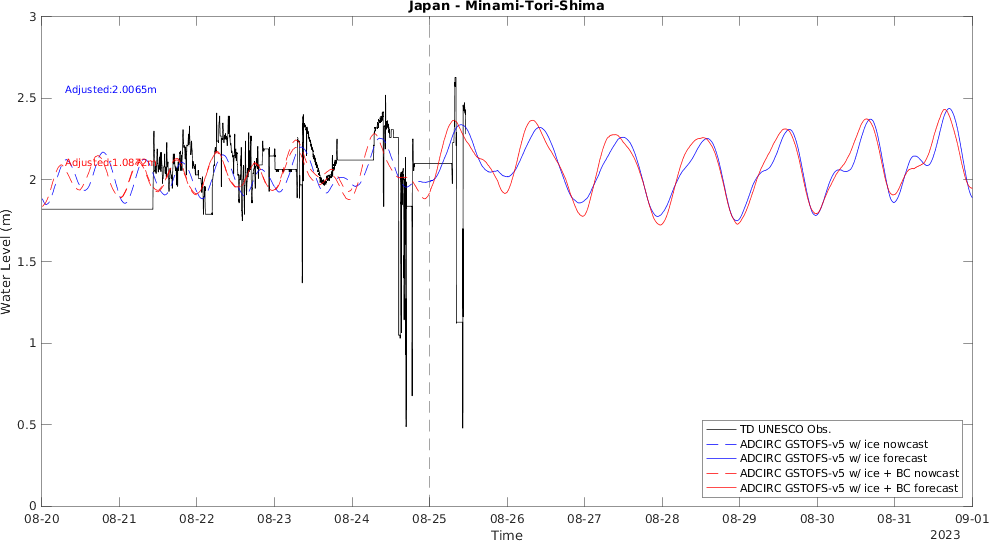 Japan - Minami-Tori-Shima
3
2.5
2
1.5
1
0.5
0
Water Level (m)
Adjusted:2.0065m
Adjusted:1.0872m
TD UNESCO Obs.
ADCIRC GSTOFS-v5 w/ ice nowcast
ADCIRC GSTOFS-v5 w/ ice forecast
ADCIRC GSTOFS-v5 w/ ice + BC nowcast
ADCIRC GSTOFS-v5 w/ ice + BC forecast
08-20 08-21 08-22 08-23 08-24 08-25 08-26 08-27 08-28 08-29 08-30 08-31 09-01
Time
2023